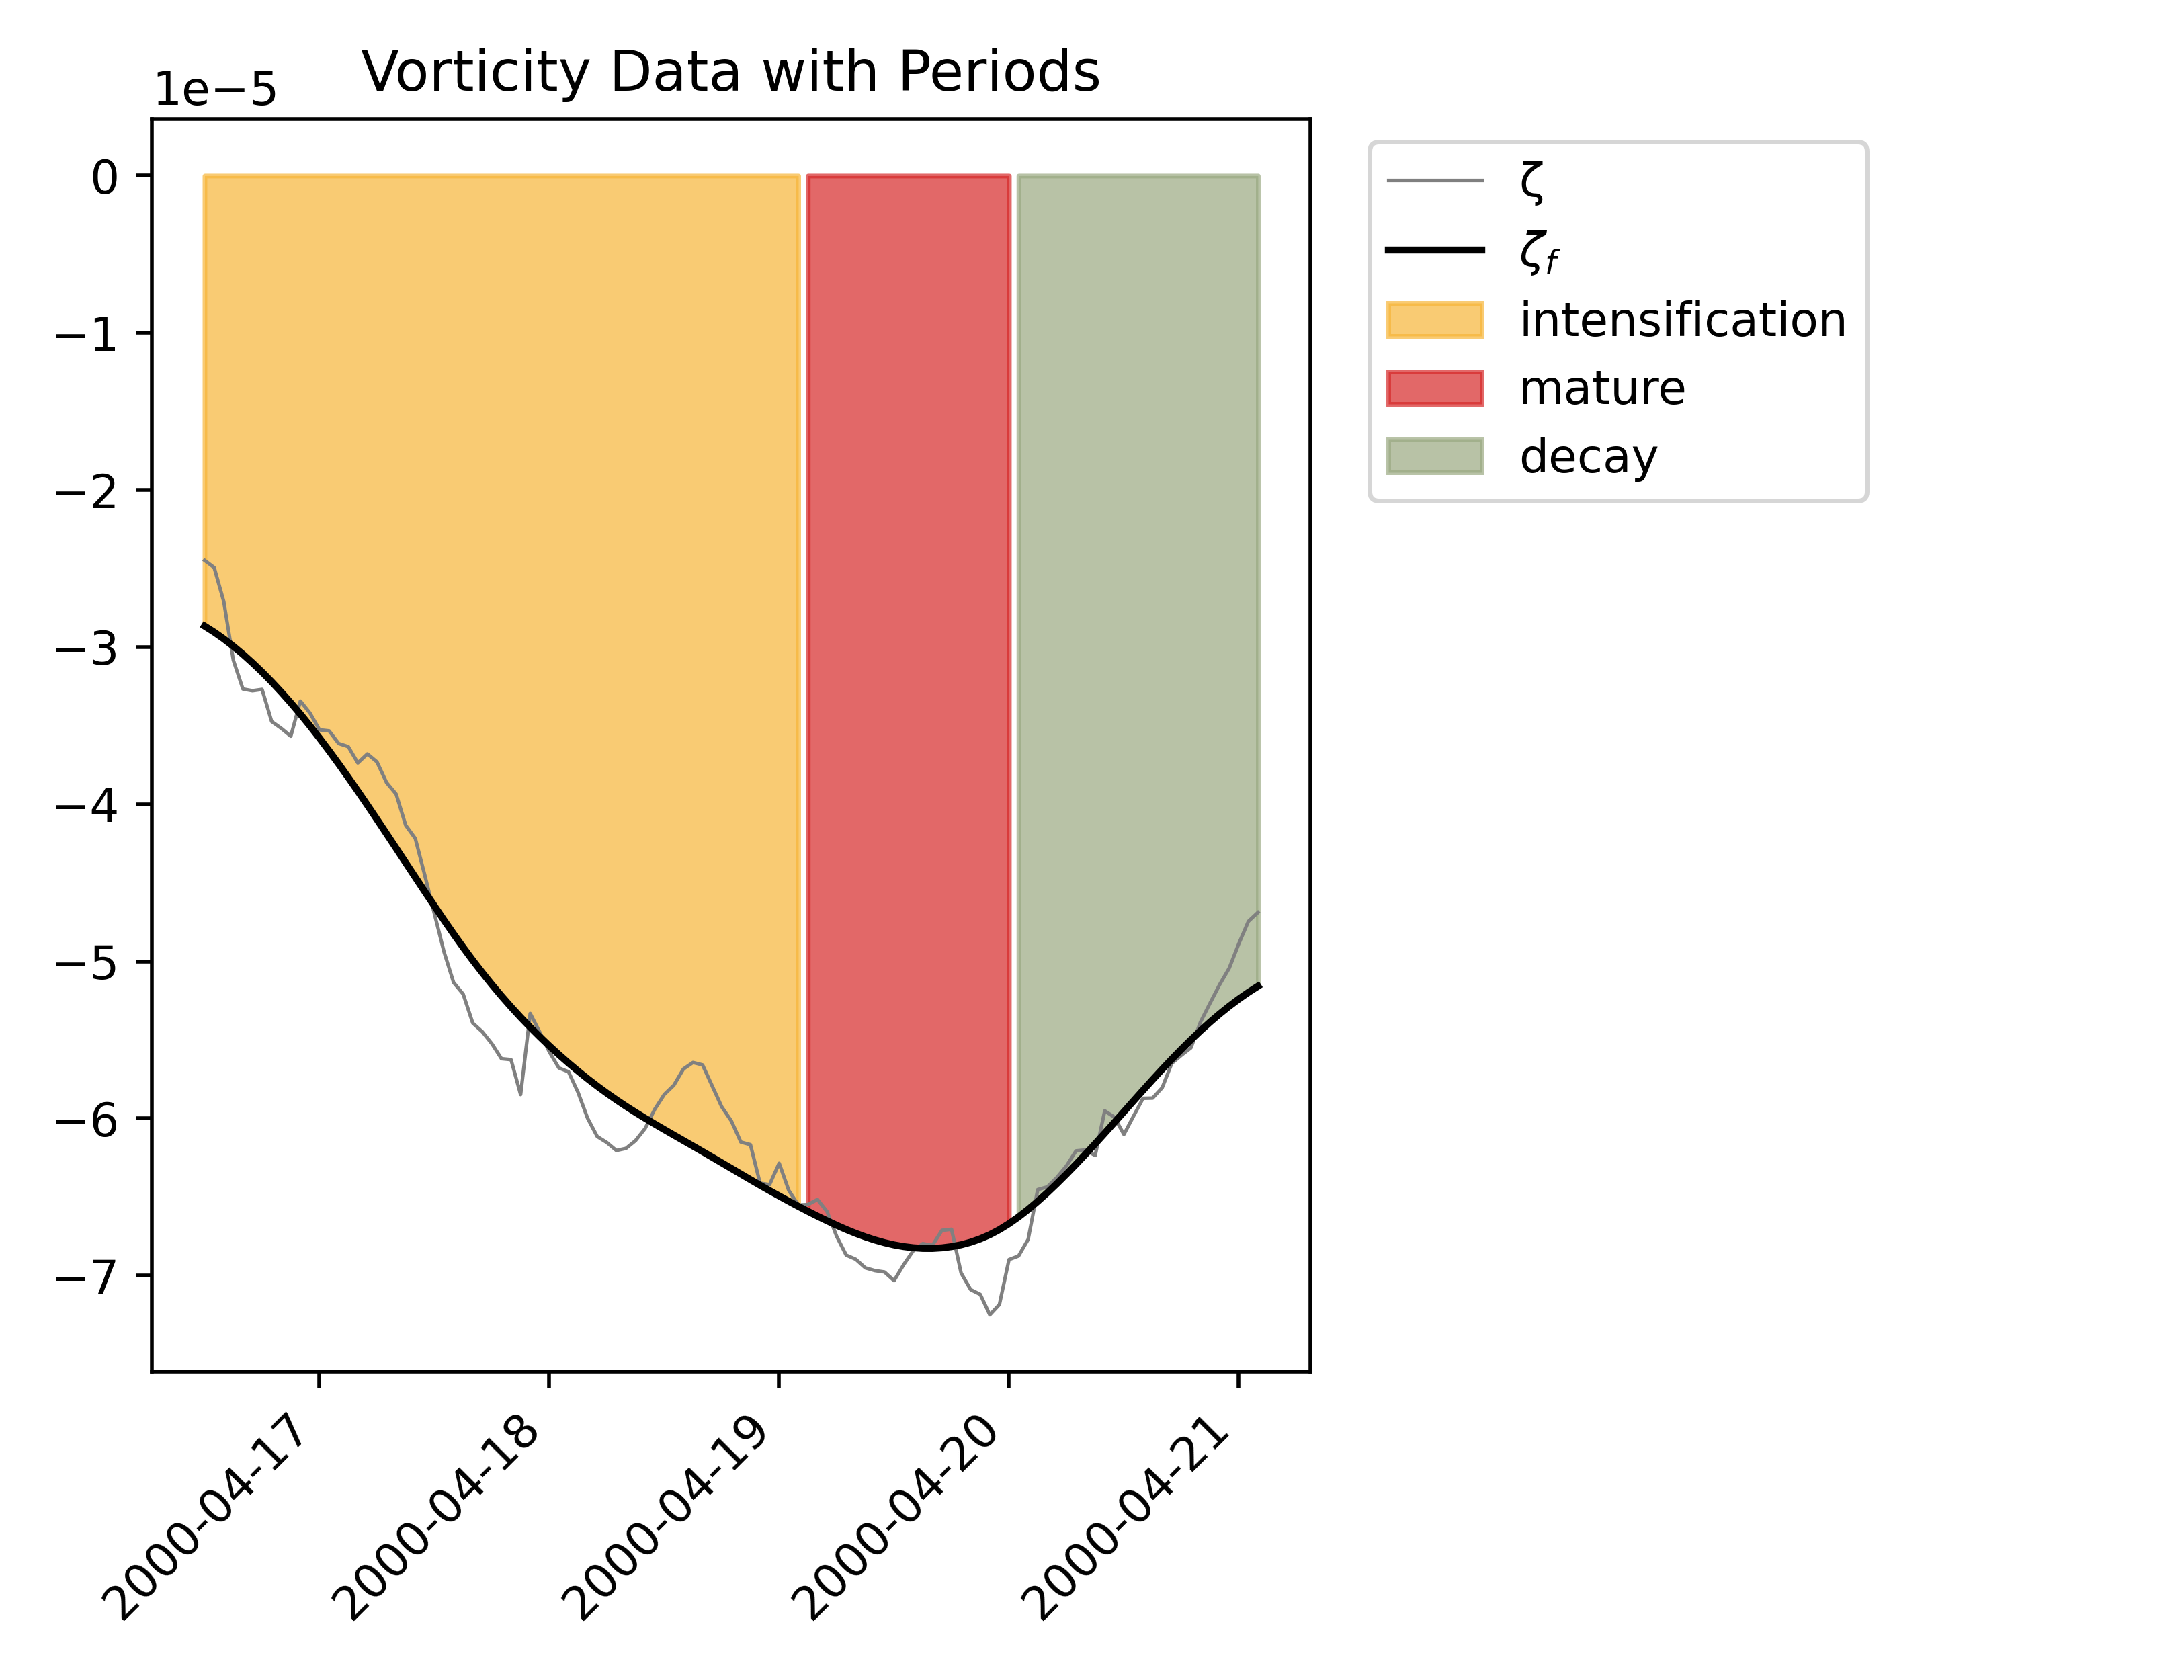 Vorticity Data with Periods
1e−5
0
−1
−2
−3
−4
−5
−6
−7
2000-04-17
2000-04-18
2000-04-19
2000-04-20
2000-04-21
ζ
ζf
intensification
mature
decay